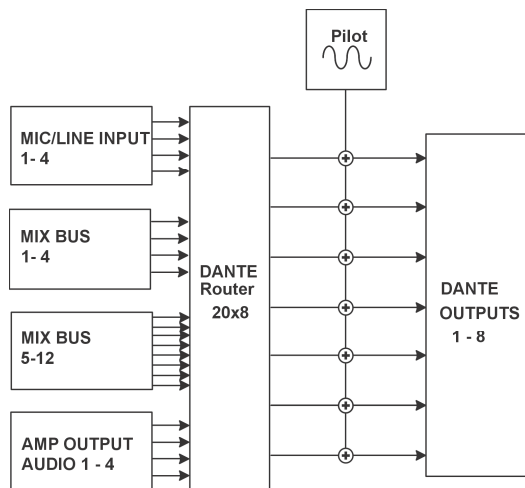 Pilot
MIC/LINE INPUT
1- 4
MIX BUS
1- 4
MIX BUS
5-12
AMP OUTPUT
AUDIO 1 - 4
DANTE
Router
20x8
DANTE
OUTPUTS
1 - 8